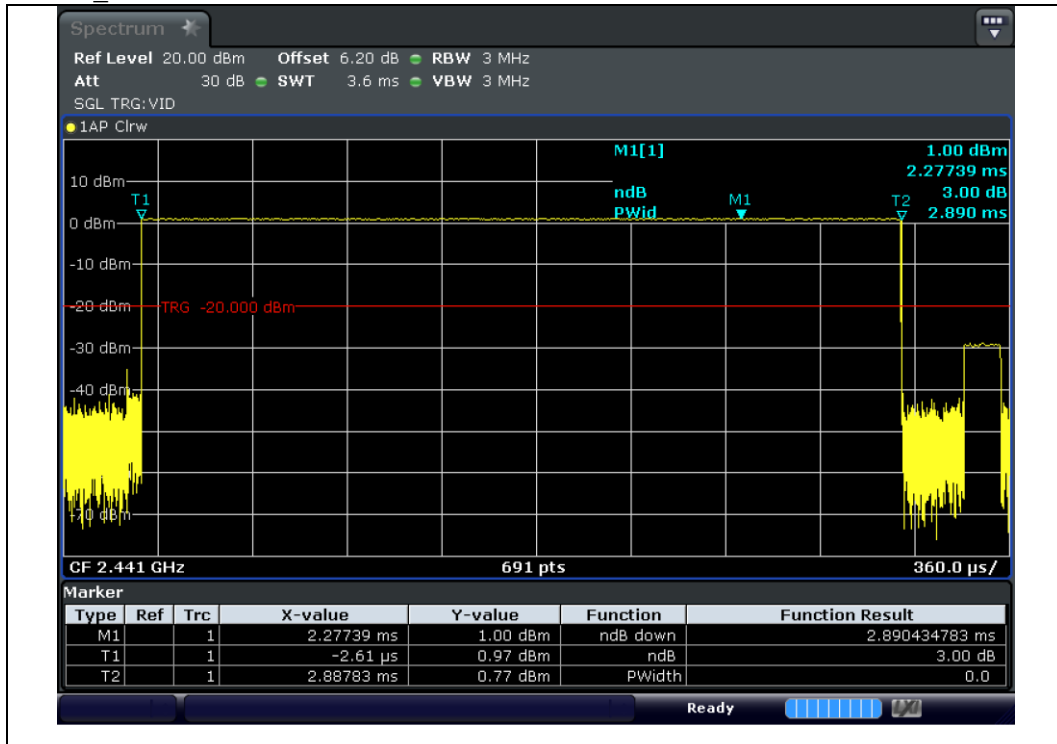 Spectrum
Ref Level 20.00 dBm Offset 6.20 dB RBW 3 MHz
Att 30 dB SWT 3.6 ms VBW 3 MHz
SGL TRG:VID
1AP Clrw
M1[1] 1.00 dBm
2.27739 ms
ndB 3.00 dB
PWid 2.890 ms
10 dBm
T1
M1
T2
0 dBm
-10 dBm
-20 dBm
TRG -20.000 dBm
-30 dBm
-40 dBm
-70 dBm
CF 2.441 GHz 691 pts 360.0 µs/
Marker
Type Ref Trc X-value Y-value Function Function Result
M1 1 2.27739 ms 1.00 dBm ndB down 2.890434783 ms
T1 1 -2.61 µs 0.97 dBm ndB 3.00 dB
T2 1 2.88783 ms 0.77 dBm PWidth 0.0
Ready
LXI